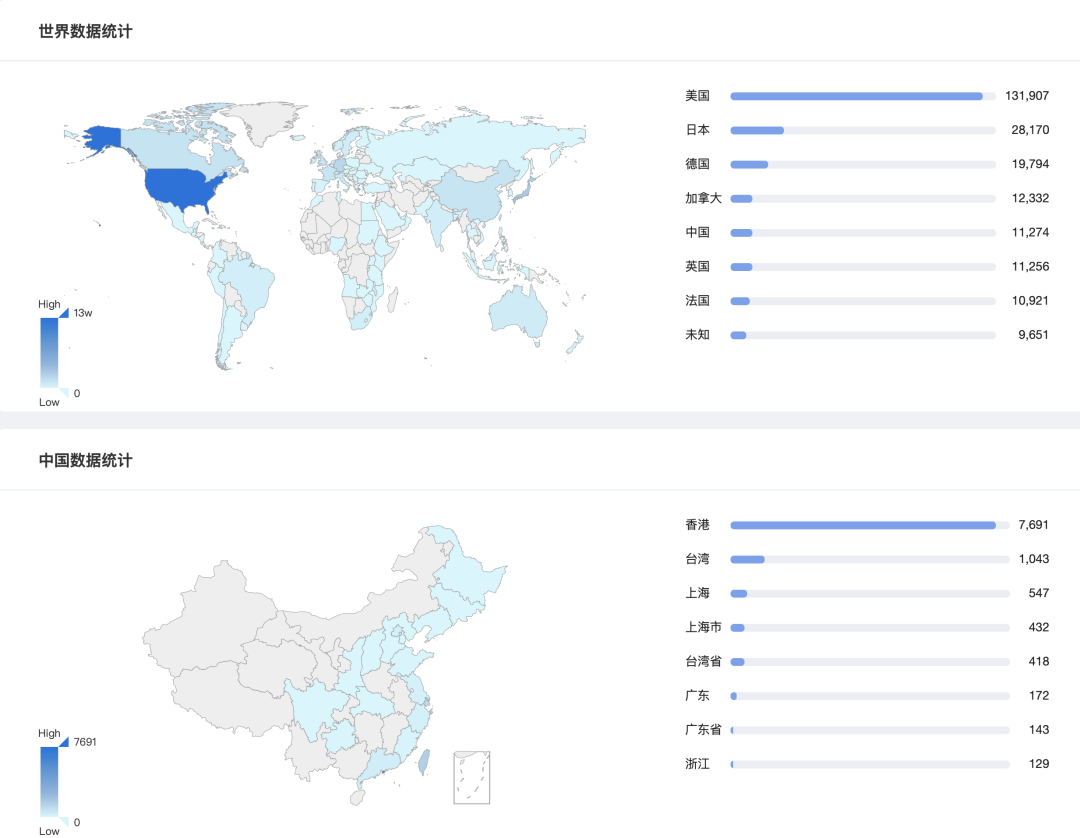 世界数据统计
美国 131,907
日本 28,170
德国 19,794
加拿大 12,332
中国 11,274
英国 11,256
法国 10,921
未知 9,651
High
13w
0
Low
中国数据统计
香港 7,691
台湾 1,043
上海 547
上海市 432
台湾省 418
广东 172
广东省 143
浙江 129
High
7691
0
Low